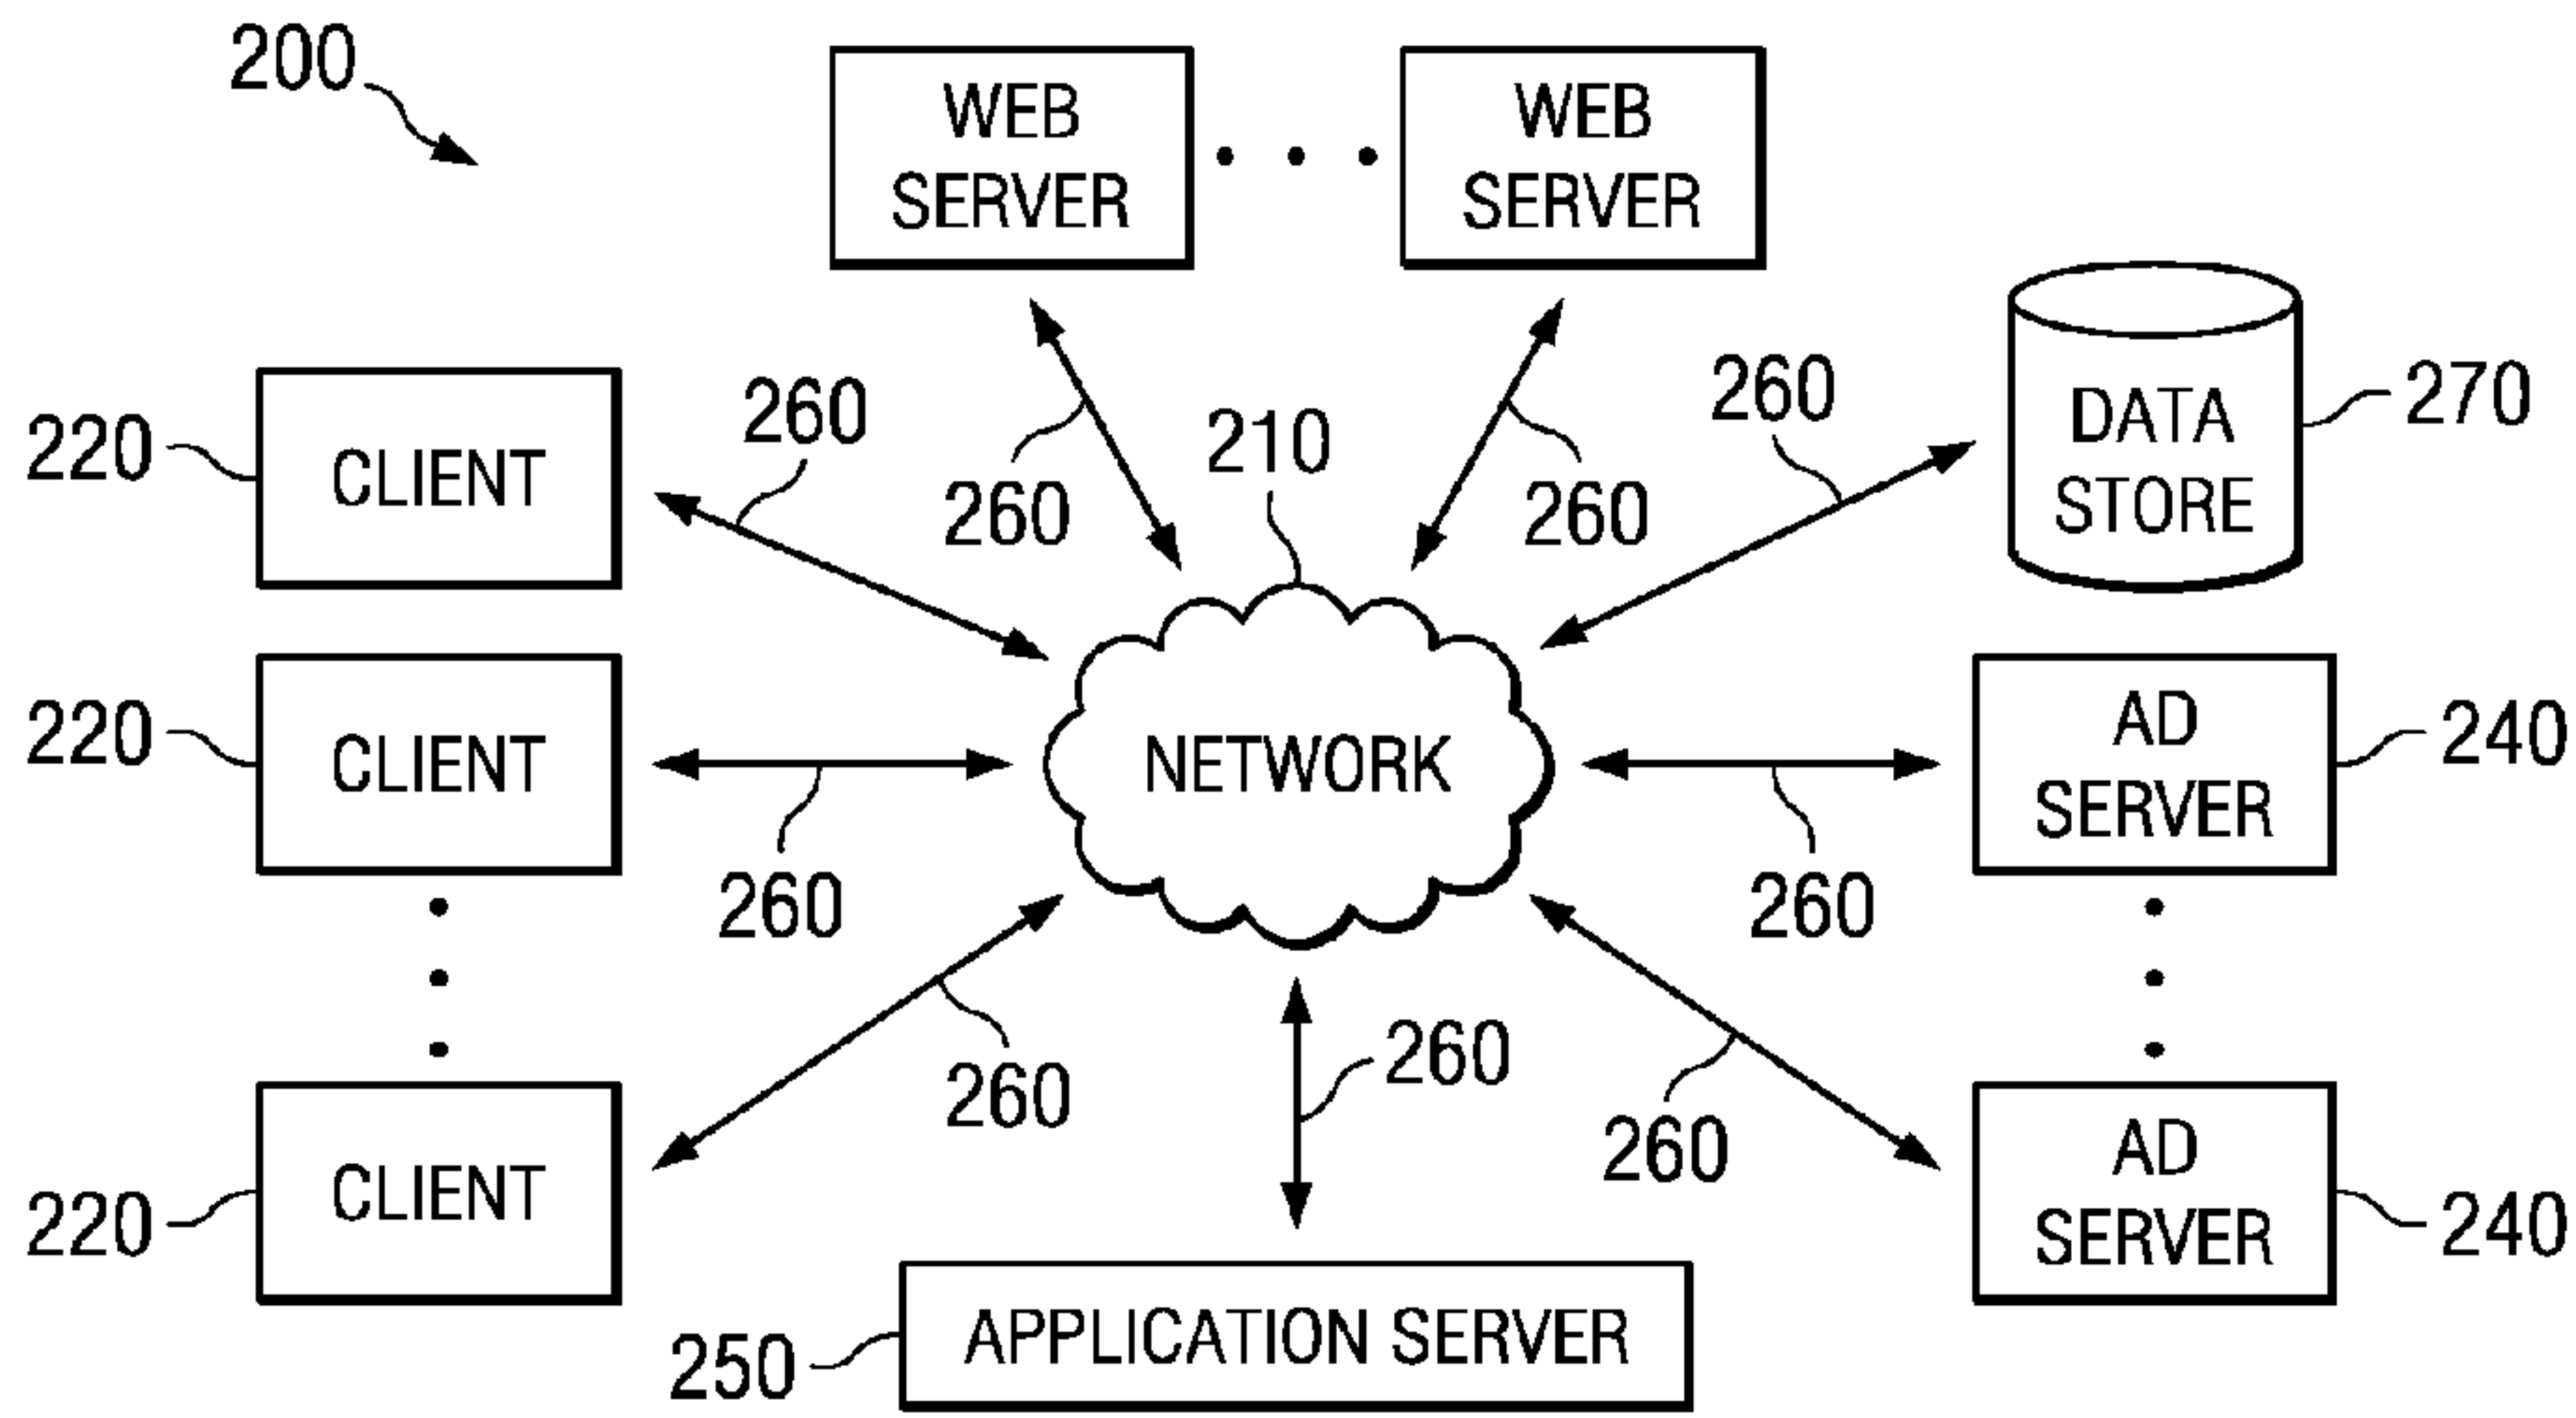 200
WEB
SERVER
WEB
SERVER
220
CLIENT
260
260
210
260
260
DATA
STORE
270
220
CLIENT
260
NETWORK
260
AD
SERVER
240
220
CLIENT
260
260
260
AD
SERVER
240
250
APPLICATION SERVER